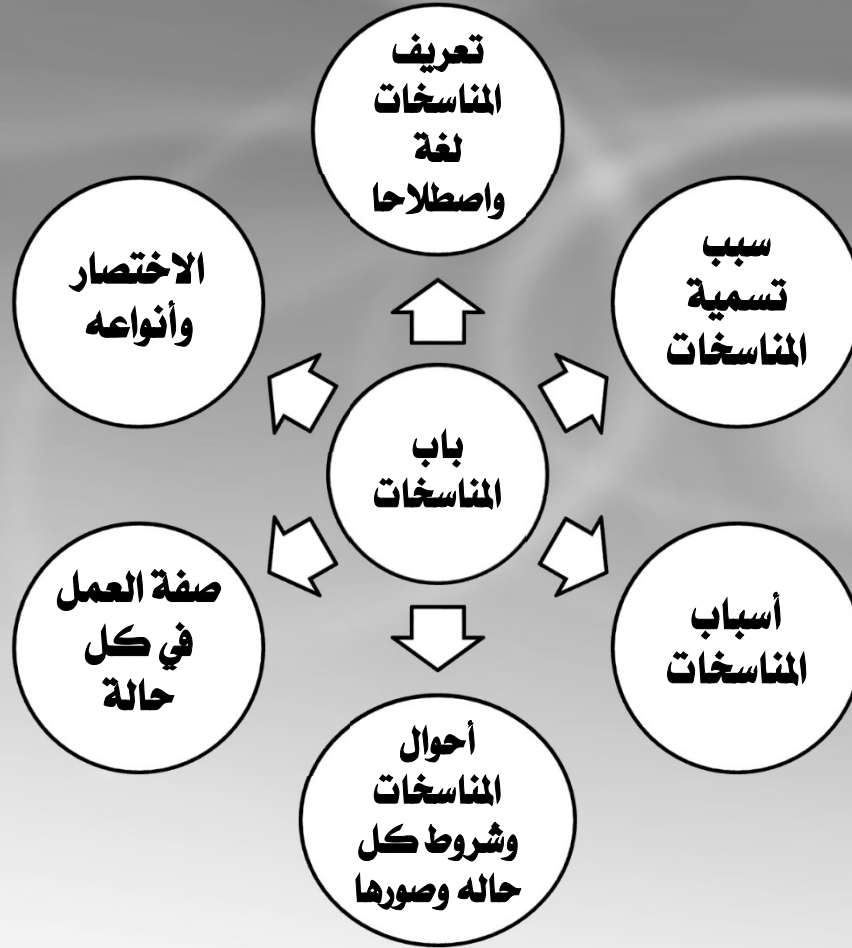 تعريف
المناسخات
لغة
واصطلاحا
سبب
تسمية
المناسخات
أسباب
المناسخات
أحوال
المناسخات
وشروط كل
حاله وصورها
صفة العمل
في كل
حالة
الاختصار
وأنواعه
باب
المناسخات